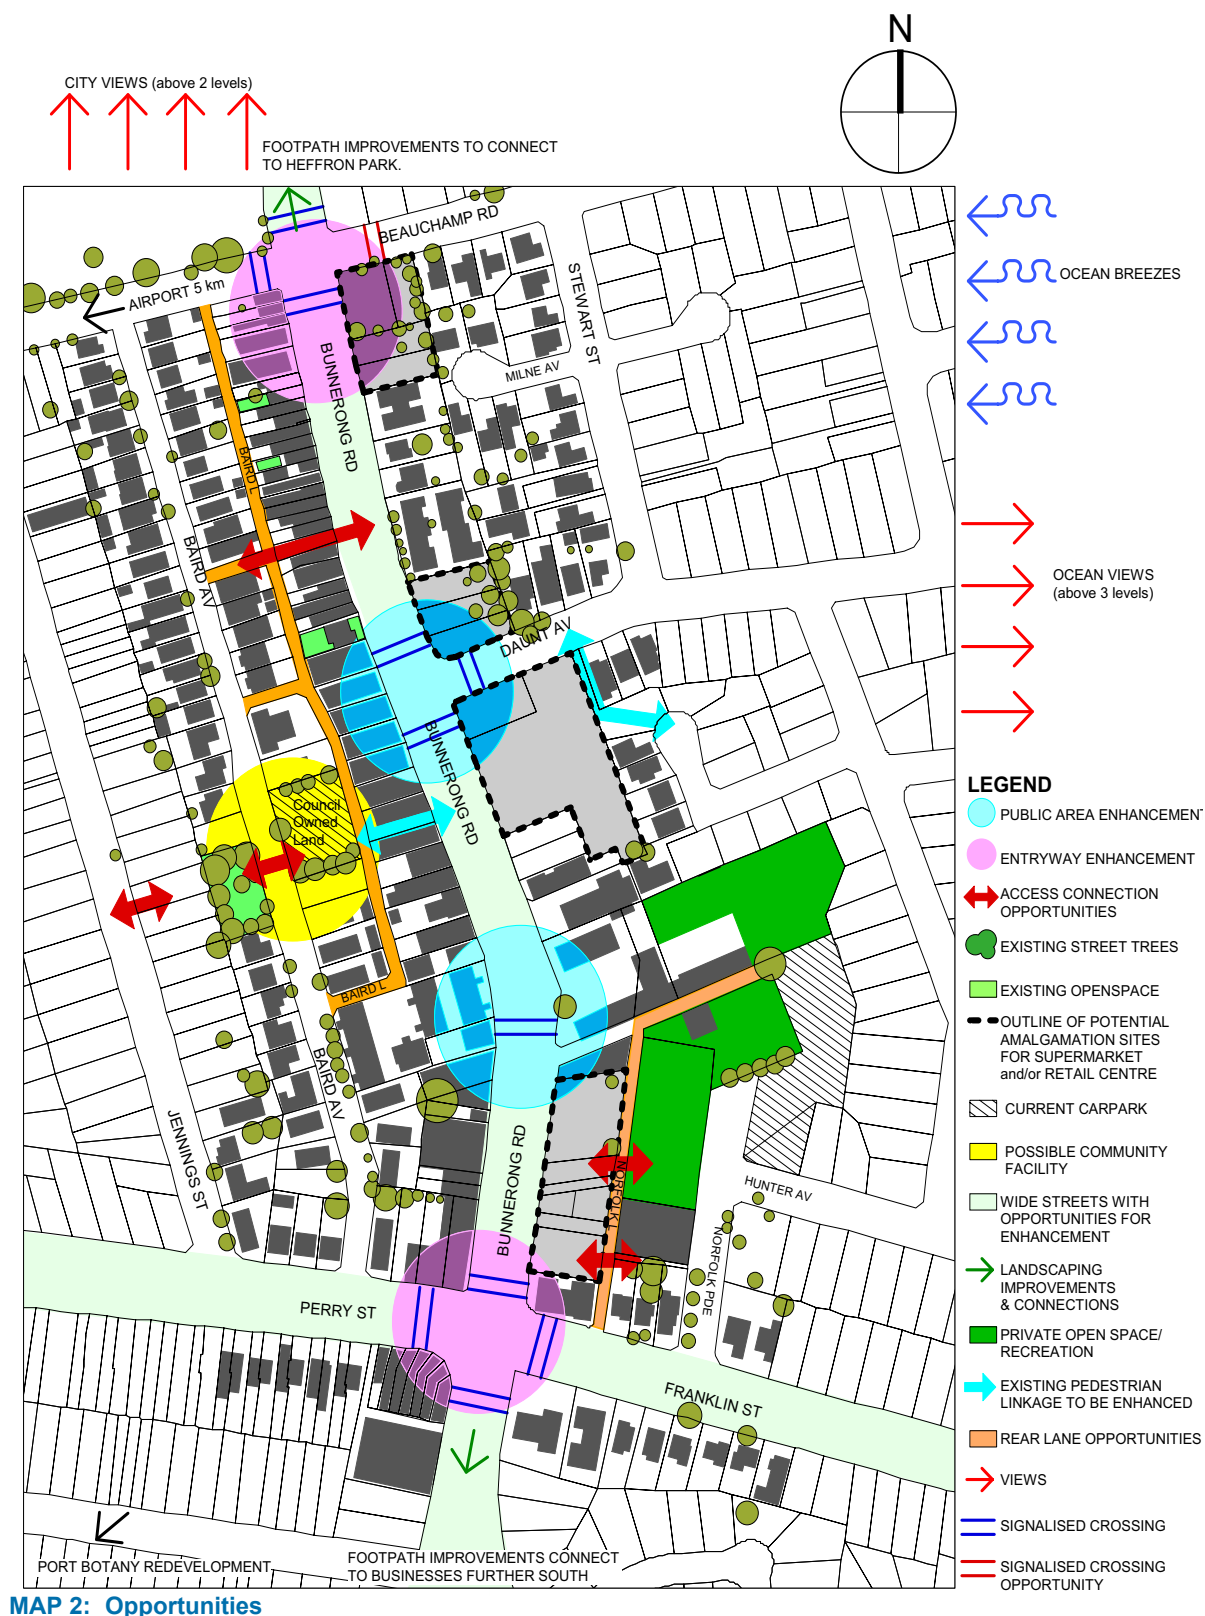 N
CITY VIEWS (above 2 levels)
FOOTPATH IMPROVEMENTS TO CONNECT
TO HEFFRON PARK.
BEAUCHAMP RD
AIRPORT 5 km
STEWART ST
OCEAN BREEZES
BUNNERONG RD
MILNE AV
BAIRD L
BAIRD AV
OCEAN VIEWS
(above 3 levels)
DAUNT AV
BUNNERONG RD
Council
Owned
Land
BAIRD L
BAIRD AV
JENNINGS ST
BUNNERONG RD
NORFOLK L
HUNTER AV
NORFOLK PDE
PERRY ST
FRANKLIN ST
PORT BOTANY REDEVELOPMENT
FOOTPATH IMPROVEMENTS CONNECT
TO BUSINESSES FURTHER SOUTH
LEGEND
PUBLIC AREA ENHANCEMENT
ENTRYWAY ENHANCEMENT
ACCESS CONNECTION
OPPORTUNITIES
EXISTING STREET TREES
EXISTING OPENSPACE
OUTLINE OF POTENTIAL
AMALGAMATION SITES
FOR SUPERMARKET
and/or RETAIL CENTRE
CURRENT CARPARK
POSSIBLE COMMUNITY
FACILITY
WIDE STREETS WITH
OPPORTUNITIES FOR
ENHANCEMENT
LANDSCAPING
IMPROVEMENTS
& CONNECTIONS
PRIVATE OPEN SPACE/
RECREATION
EXISTING PEDESTRIAN
LINKAGE TO BE ENHANCED
REAR LANE OPPORTUNITIES
VIEWS
SIGNALISED CROSSING
SIGNALISED CROSSING
OPPORTUNITY
MAP 2: Opportunities